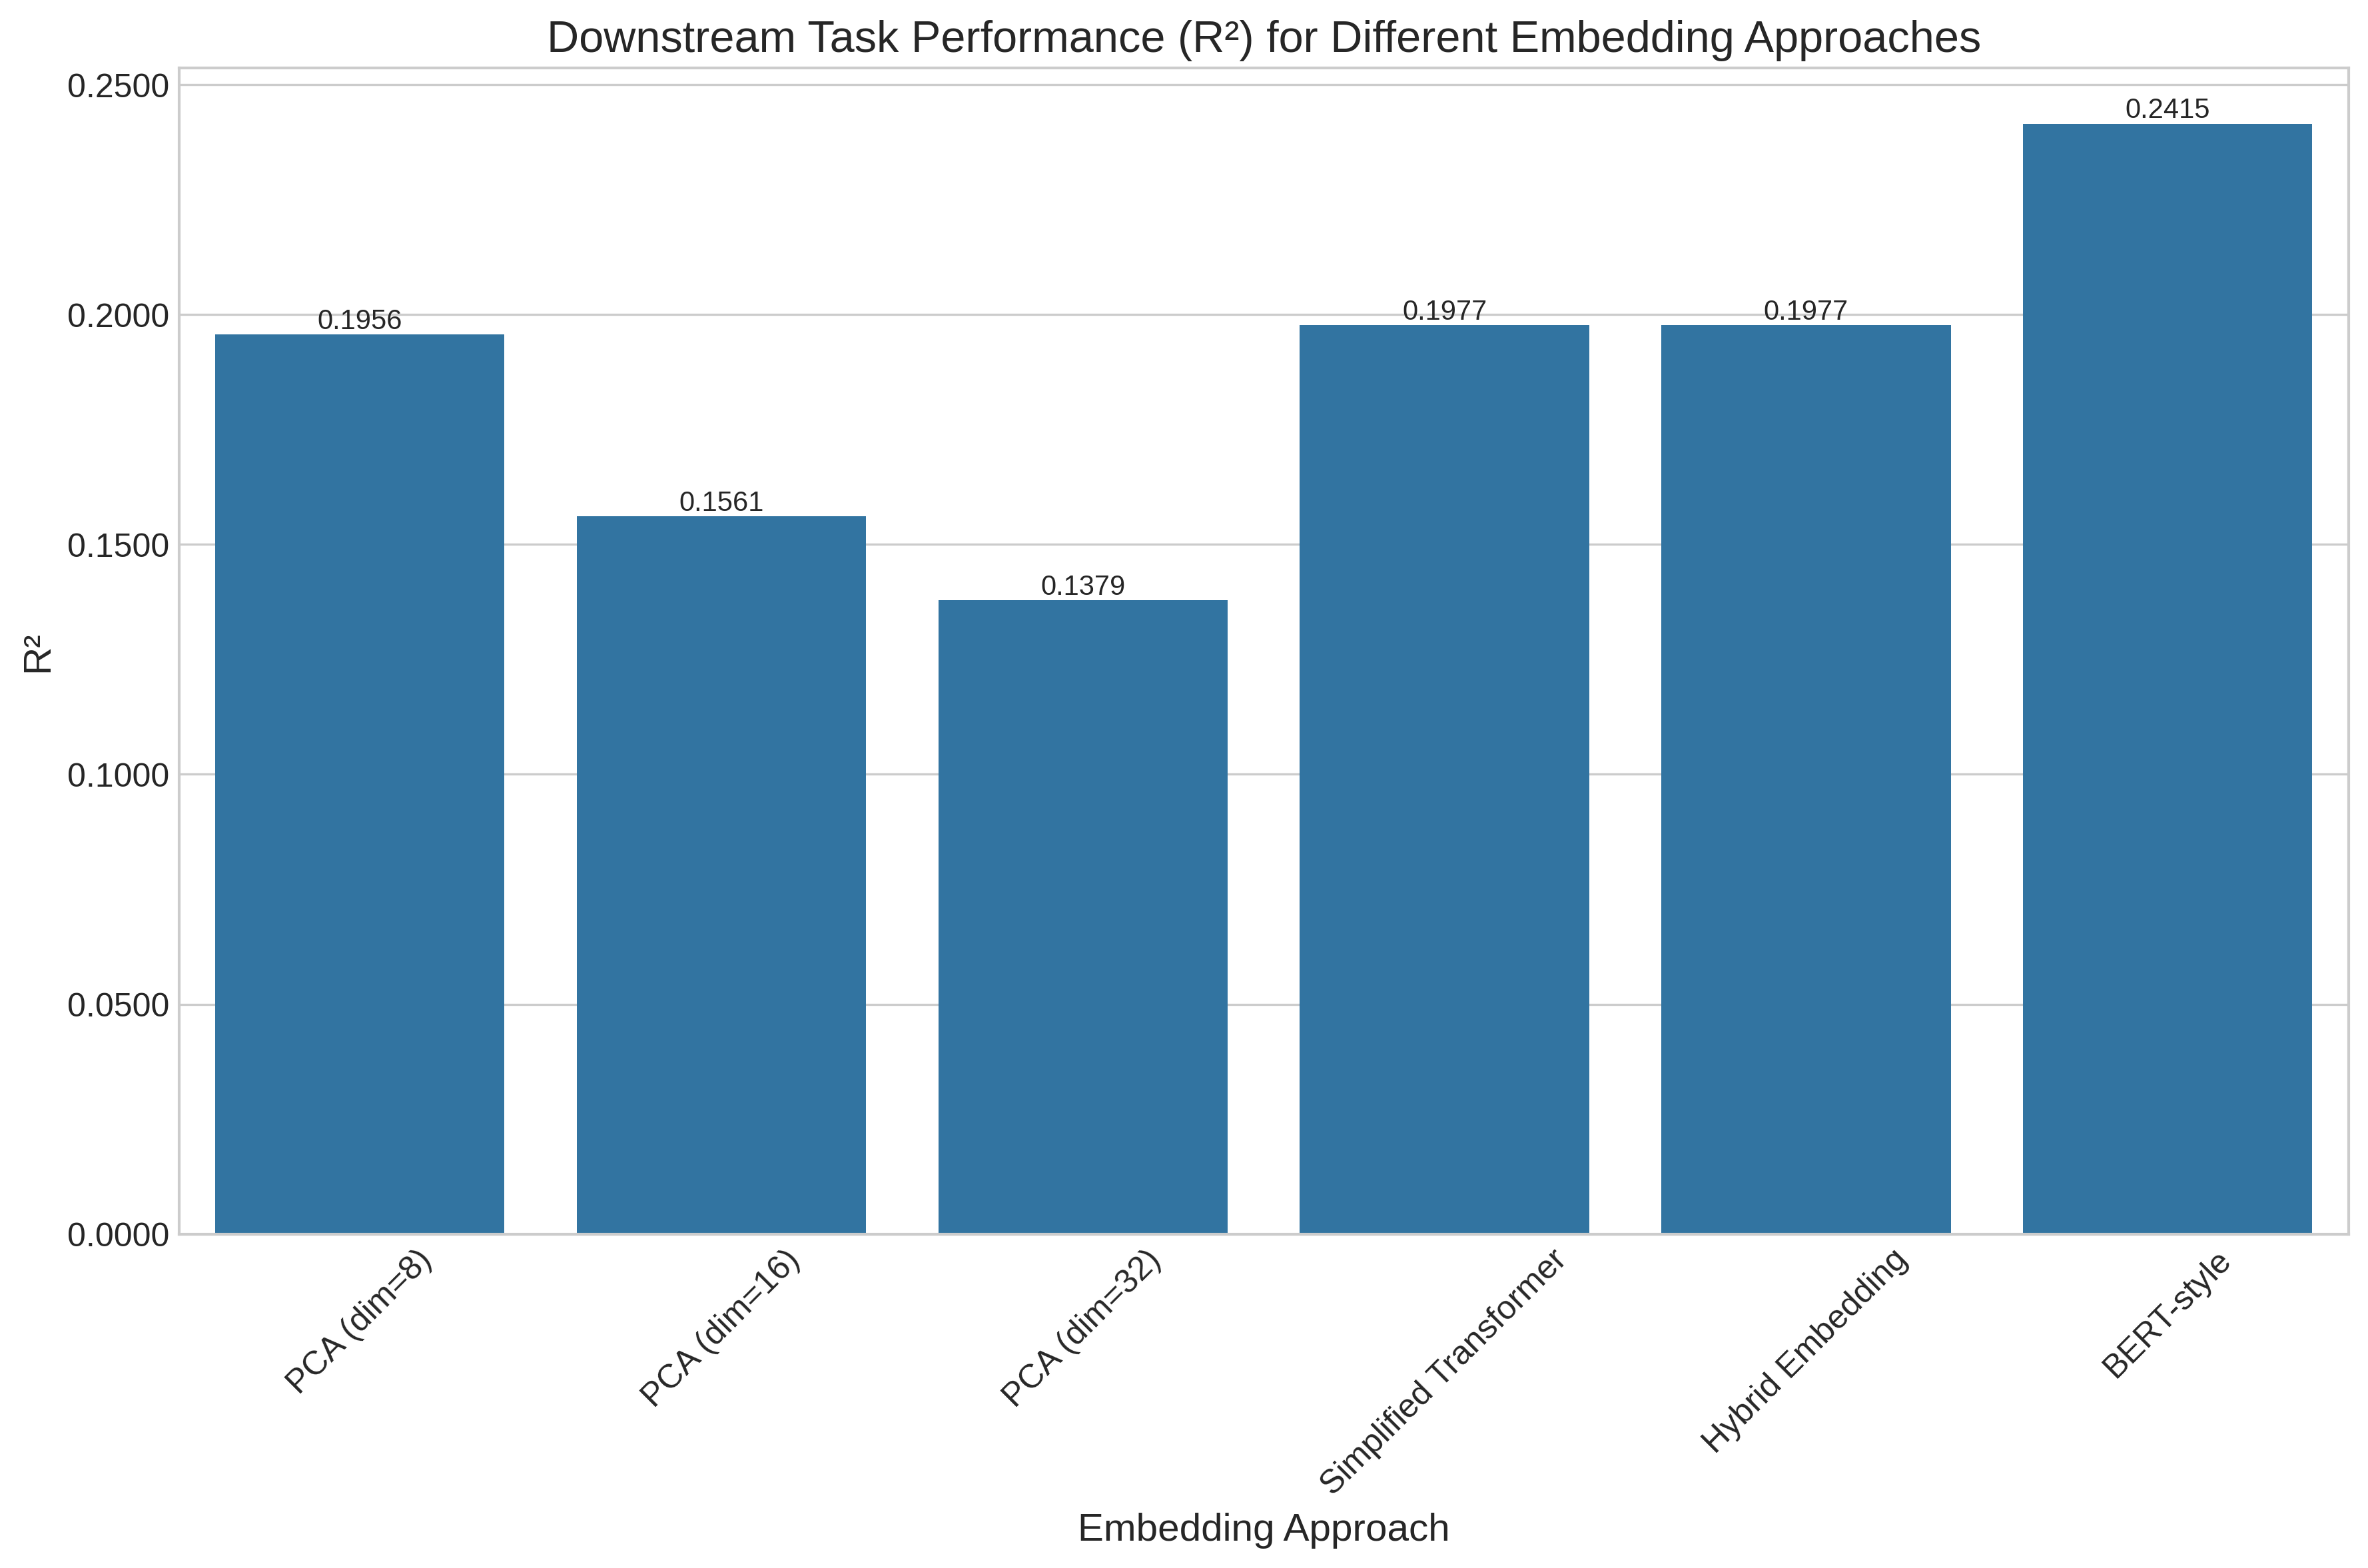 Downstream Task Performance (R²) for Different Embedding Approaches
0.2500
0.2000
0.1500
0.1000
0.0500
0.0000
R²
0.1956
0.1561
0.1379
0.1977
0.1977
0.2415
PCA (dim=8)
PCA (dim=16)
PCA (dim=32)
Simplified Transformer
Hybrid Embedding
BERT-style
Embedding Approach